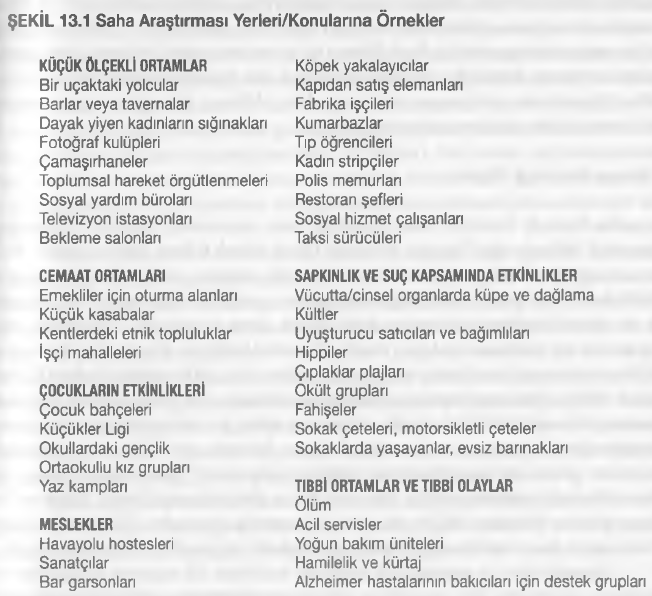 ŞEKİL 13.1 Saha Araştırması Yerleri/Konularına Örnekler
KÜÇÜK ÖLÇEKLİ ORTAMLAR
Bir uçaktaki yolcular
Barlar veya tavernalar
Dayak yiyen kadınların sığınakları
Fotoğraf kulüpleri
Çamaşırhaneler
Toplumsal hareket örgütlenmeleri
Sosyal yardım büroları
Televizyon istasyonları
Bekleme salonları
CEMAAT ORTAMLARI
Emekliler için oturma alanları
Küçük kasabalar
Kentlerdeki etnik topluluklar
İşçi mahalleleri
ÇOCUKLARIN ETKİNLİKLERİ
Çocuk bahçeleri
Küçükler Ligi
Okullardaki gençlik
Ortaokullu kız grupları
Yaz kampları
MESLEKLER
Havayolu hostesleri
Sanatçılar
Bar garsonları
Köpek yakalayıcılar
Kapıdan satış elemanları
Fabrika işçileri
Kumarbazlar
Tıp öğrencileri
Kadın stripçiler
Polis memurları
Restoran şefleri
Sosyal hizmet çalışanları
Taksi sürücüleri
SAPKINLIK VE SUÇ KAPSAMINDA ETKİNLİKLER
Vücutta/cinsel organlarda küpe ve dağlama
Kültler
Uyuşturucu satıcıları ve bağımlıları
Hippiler
Çıplaklar plajları
Okült grupları
Fahişeler
Sokak çeteleri, motorsikletli çeteler
Sokaklarda yaşayanlar, evsiz barınakları
TIBBİ ORTAMLAR VE TIBBİ OLAYLAR
Ölüm
Acil servisler
Yoğun bakım üniteleri
Hamilelik ve kürtaj
Alzheimer hastalarının bakıcıları için destek grupları